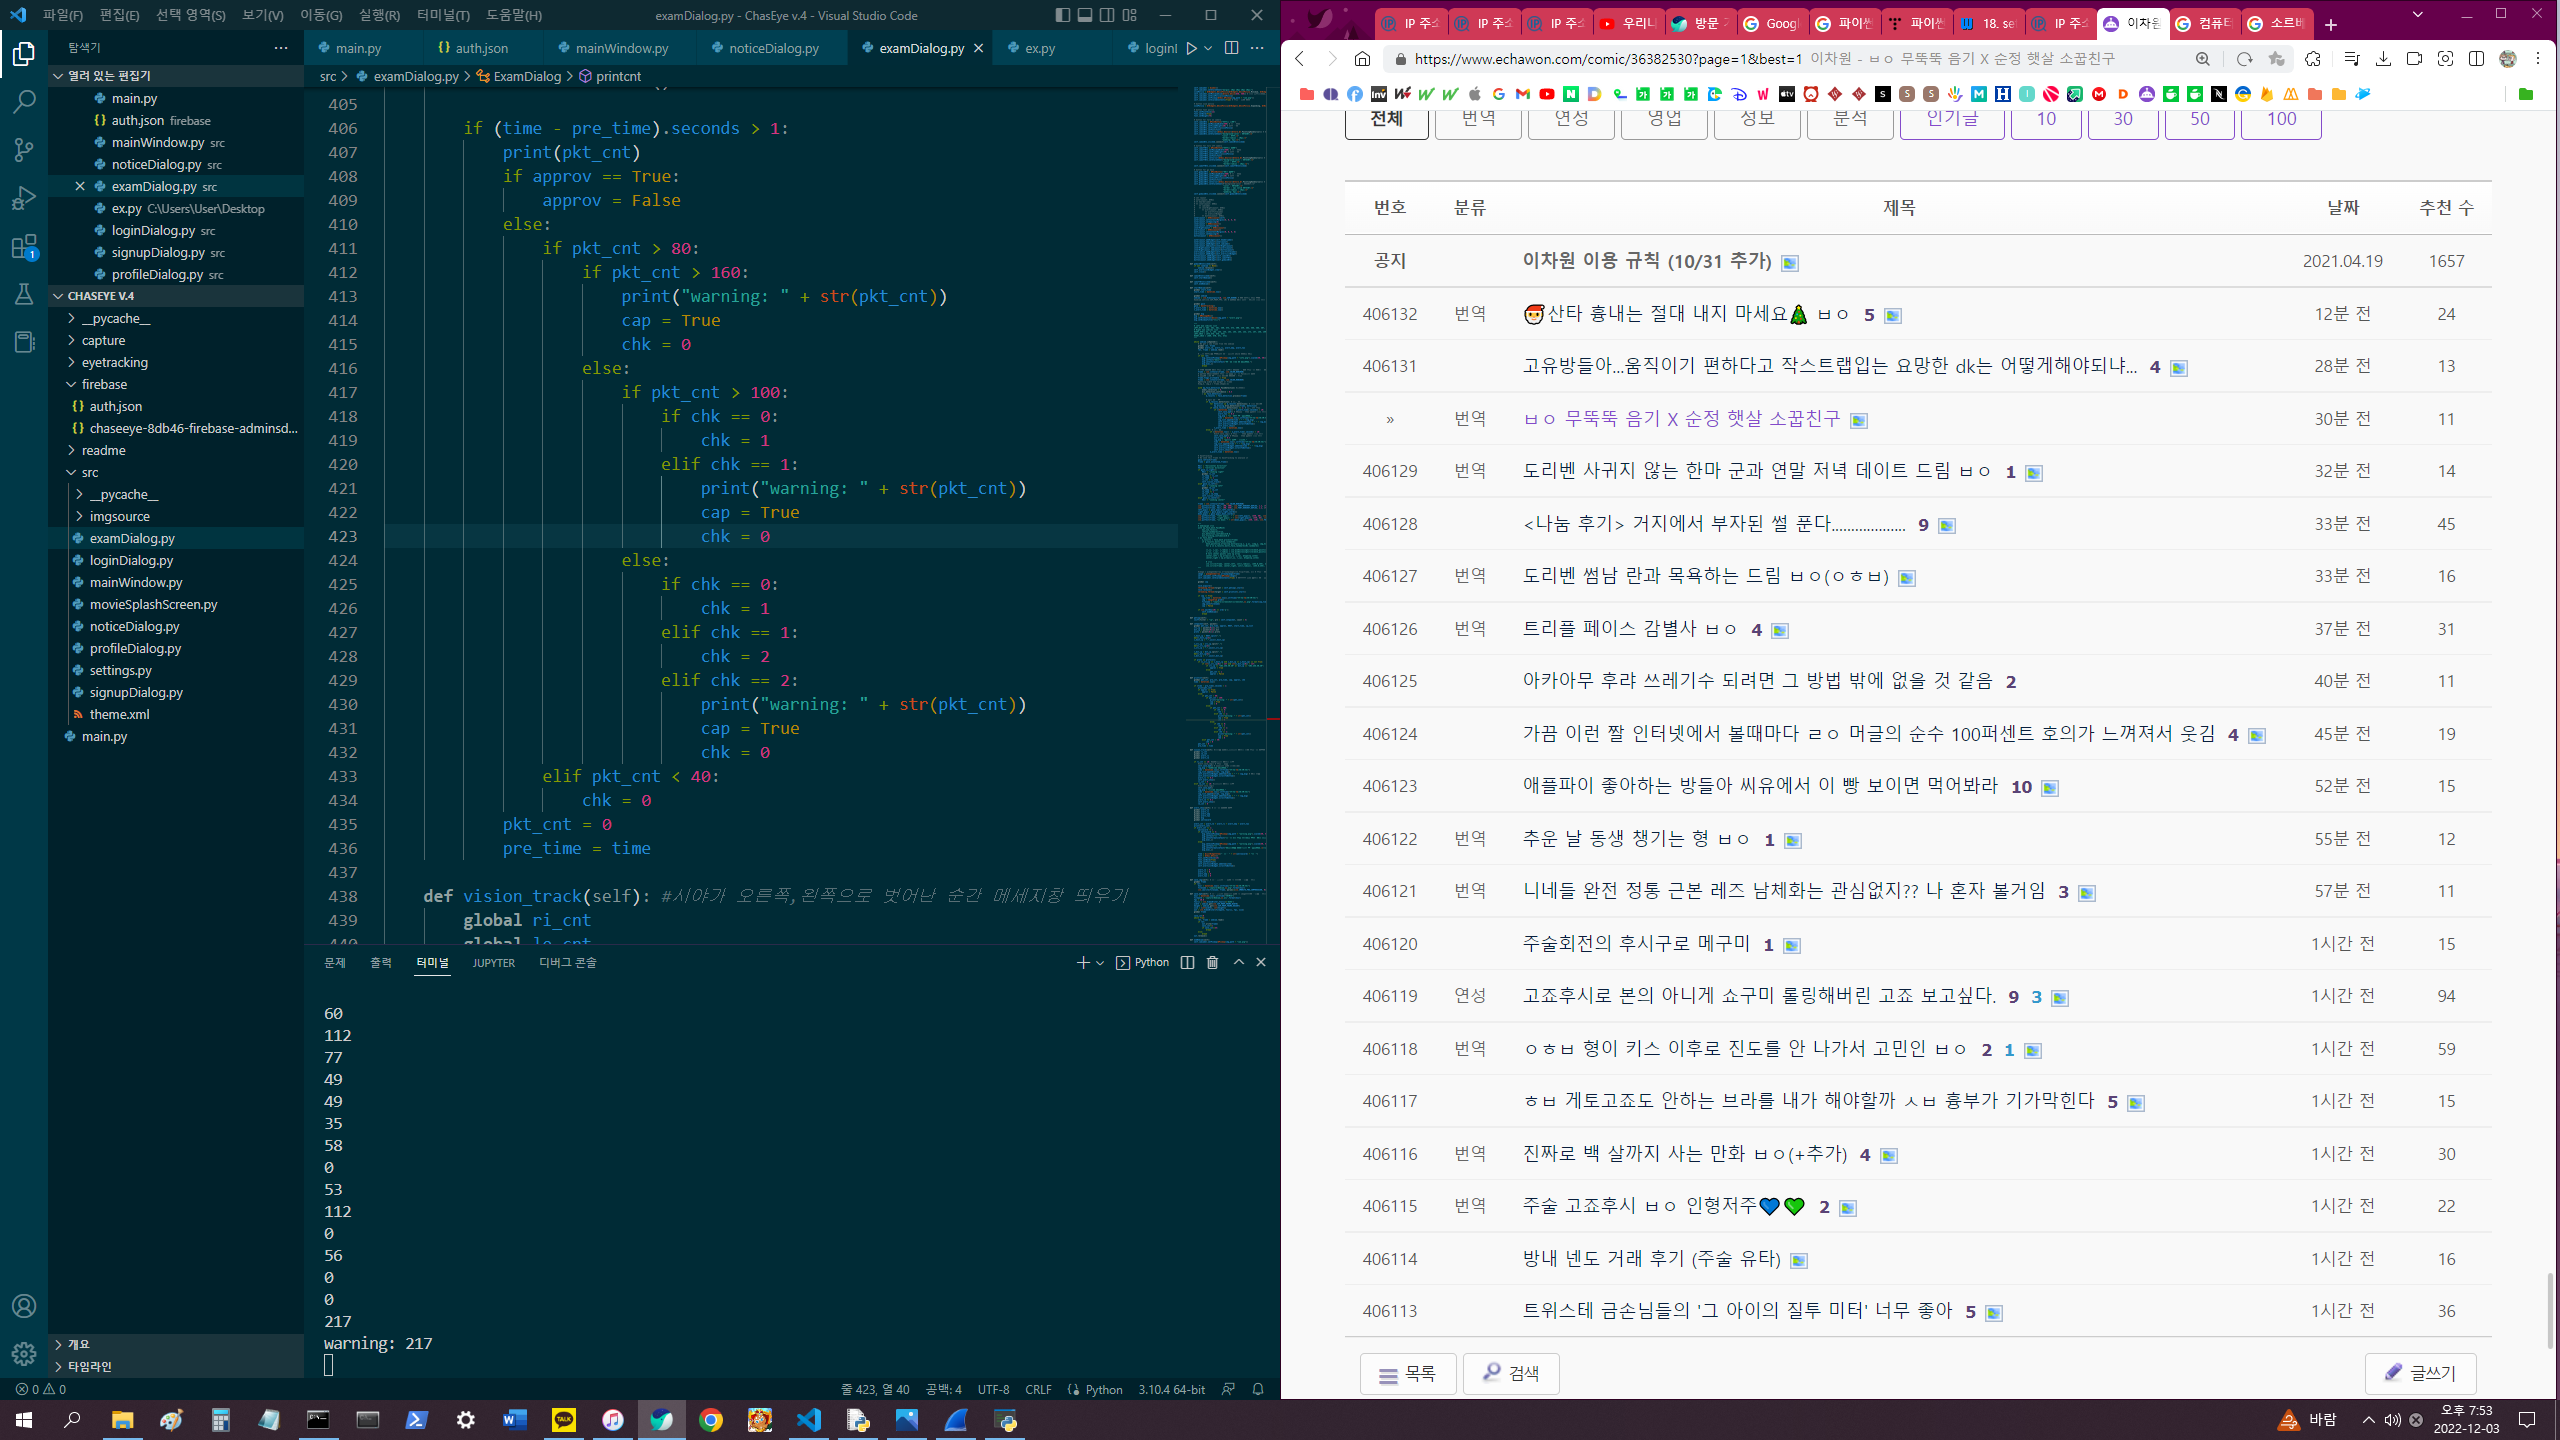 파일(F) 편집(E) 선택 영역(S) 보기(V) 이동(G) 실행(R) 터미널(T) 도움말(H) examDialog.py - ChasEye v.4 - Visual Studio Code
탐색기
열려 있는 편집기
main.py
auth.json firebase
mainWindow.py src
noticeDialog.py src
examDialog.py src
ex.py C:\Users\User\Desktop
loginDialog.py src
signupDialog.py src
profileDialog.py src
CHASEYE V.4
__pycache__
capture
eyetracking
firebase
auth.json
chaseeye-8db46-firebase-adminsd...
readme
src
__pycache__
imgsource
examDialog.py
loginDialog.py
mainWindow.py
movieSplashScreen.py
noticeDialog.py
profileDialog.py
settings.py
signupDialog.py
theme.xml
main.py
개요
타임라인
main.py auth.json mainWindow.py noticeDialog.py examDialog.py ex.py loginI
src > examDialog.py > ExamDialog > printcnt
405
406 if (time - pre_time).seconds > 1:
407 print(pkt_cnt)
408 if approv == True:
409 approv = False
410 else:
411 if pkt_cnt > 80:
412 if pkt_cnt > 160:
413 print("warning: " + str(pkt_cnt))
414 cap = True
415 chk = 0
416 else:
417 if pkt_cnt > 100:
418 if chk == 0:
419 chk = 1
420 elif chk == 1:
421 print("warning: " + str(pkt_cnt))
422 cap = True
423 chk = 0
424 else:
425 if chk == 0:
426 chk = 1
427 elif chk == 1:
428 chk = 2
429 elif chk == 2:
430 print("warning: " + str(pkt_cnt))
431 cap = True
432 chk = 0
433 elif pkt_cnt < 40:
434 chk = 0
435 pkt_cnt = 0
436 pre_time = time
437
438 def vision_track(self): #시야가 오른쪽,왼쪽으로 벗어난 순간 메세지창 띄우기
439 global ri_cnt
440 global le_cnt
문제 출력 터미널 JUPYTER 디버그 콘솔 Python
60
112
77
49
49
35
58
0
53
112
0
56
0
0
217
warning: 217
0 0 줄 423, 열 40 공백: 4 UTF-8 CRLF Python 3.10.4 64-bit
IP 주소 IP 주소 IP 주소 우리나 방문 Googl 파이썬 파이썬 18. se IP 주소 이차원 컴퓨터 소르베
https://www.echawon.com/comic/36382530?page=1&best=1 이차원 - ㅂㅇ 무뚝뚝 음기 X 순정 햇살 소꿉친구
전체 번역 연성 영업 정보 분석 인기글 10 30 50 100
번호 분류 제목 날짜 추천 수
공지 이차원 이용 규칙 (10/31 추가) 2021.04.19 1657
406132 번역 🎅산타 흉내는 절대 내지 마세요🎄 ㅂㅇ 5 12분 전 24
406131 고유방들아...움직이기 편하다고 작스트랩입는 요망한 dk는 어떻게해야되냐... 4 28분 전 13
» 번역 ㅂㅇ 무뚝뚝 음기 X 순정 햇살 소꿉친구 30분 전 11
406129 번역 도리벤 사귀지 않는 한마 군과 연말 저녁 데이트 드림 ㅂㅇ 1 32분 전 14
406128 <나눔 후기> 거지에서 부자된 썰 푼다................... 9 33분 전 45
406127 번역 도리벤 썸남 란과 목욕하는 드림 ㅂㅇ(ㅇㅎㅂ) 33분 전 16
406126 번역 트리플 페이스 감별사 ㅂㅇ 4 37분 전 31
406125 아카아무 후랴 쓰레기수 되려면 그 방법 밖에 없을 것 같음 2 40분 전 11
406124 가끔 이런 짤 인터넷에서 볼때마다 ㄹㅇ 머글의 순수 100퍼센트 호의가 느껴져서 웃김 4 45분 전 19
406123 애플파이 좋아하는 방들아 씨유에서 이 빵 보이면 먹어봐라 10 52분 전 15
406122 번역 추운 날 동생 챙기는 형 ㅂㅇ 1 55분 전 12
406121 번역 니네들 완전 정통 근본 레즈 남체화는 관심없지?? 나 혼자 볼거임 3 57분 전 11
406120 주술회전의 후시구로 메구미 1 1시간 전 15
406119 연성 고죠후시로 본의 아니게 쇼구미 롤링해버린 고죠 보고싶다. 9 3 1시간 전 94
406118 번역 ㅇㅎㅂ 형이 키스 이후로 진도를 안 나가서 고민인 ㅂㅇ 2 1 1시간 전 59
406117 ㅎㅂ 게토고죠도 안하는 브라를 내가 해야할까 ㅅㅂ 흉부가 기가막힌다 5 1시간 전 15
406116 번역 진짜로 백 살까지 사는 만화 ㅂㅇ(+추가) 4 1시간 전 30
406115 번역 주술 고죠후시 ㅂㅇ 인형저주💙💚 2 1시간 전 22
406114 방내 넨도 거래 후기 (주술 유타) 1시간 전 16
406113 트위스테 금손님들의 '그 아이의 질투 미터' 너무 좋아 5 1시간 전 36
목록 검색 글쓰기
바람 오후 7:53
2022-12-03